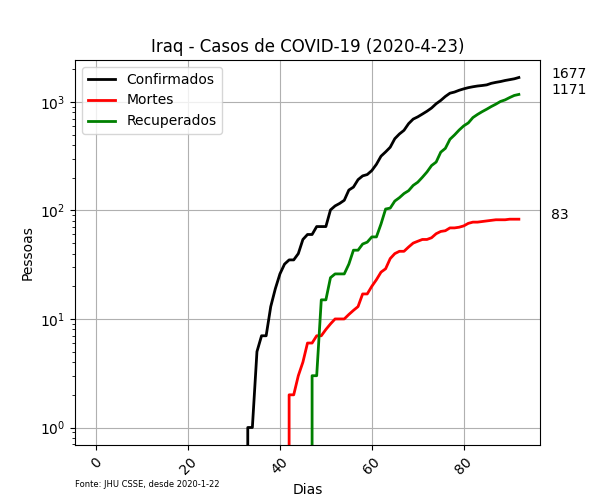 Iraq - Casos de COVID-19 (2020-4-23)
Confirmados
Mortes
Recuperados
1677
1171
83
10³
10²
10¹
10⁰
Pessoas
0
20
40
60
80
Dias
Fonte: JHU CSSE, desde 2020-1-22